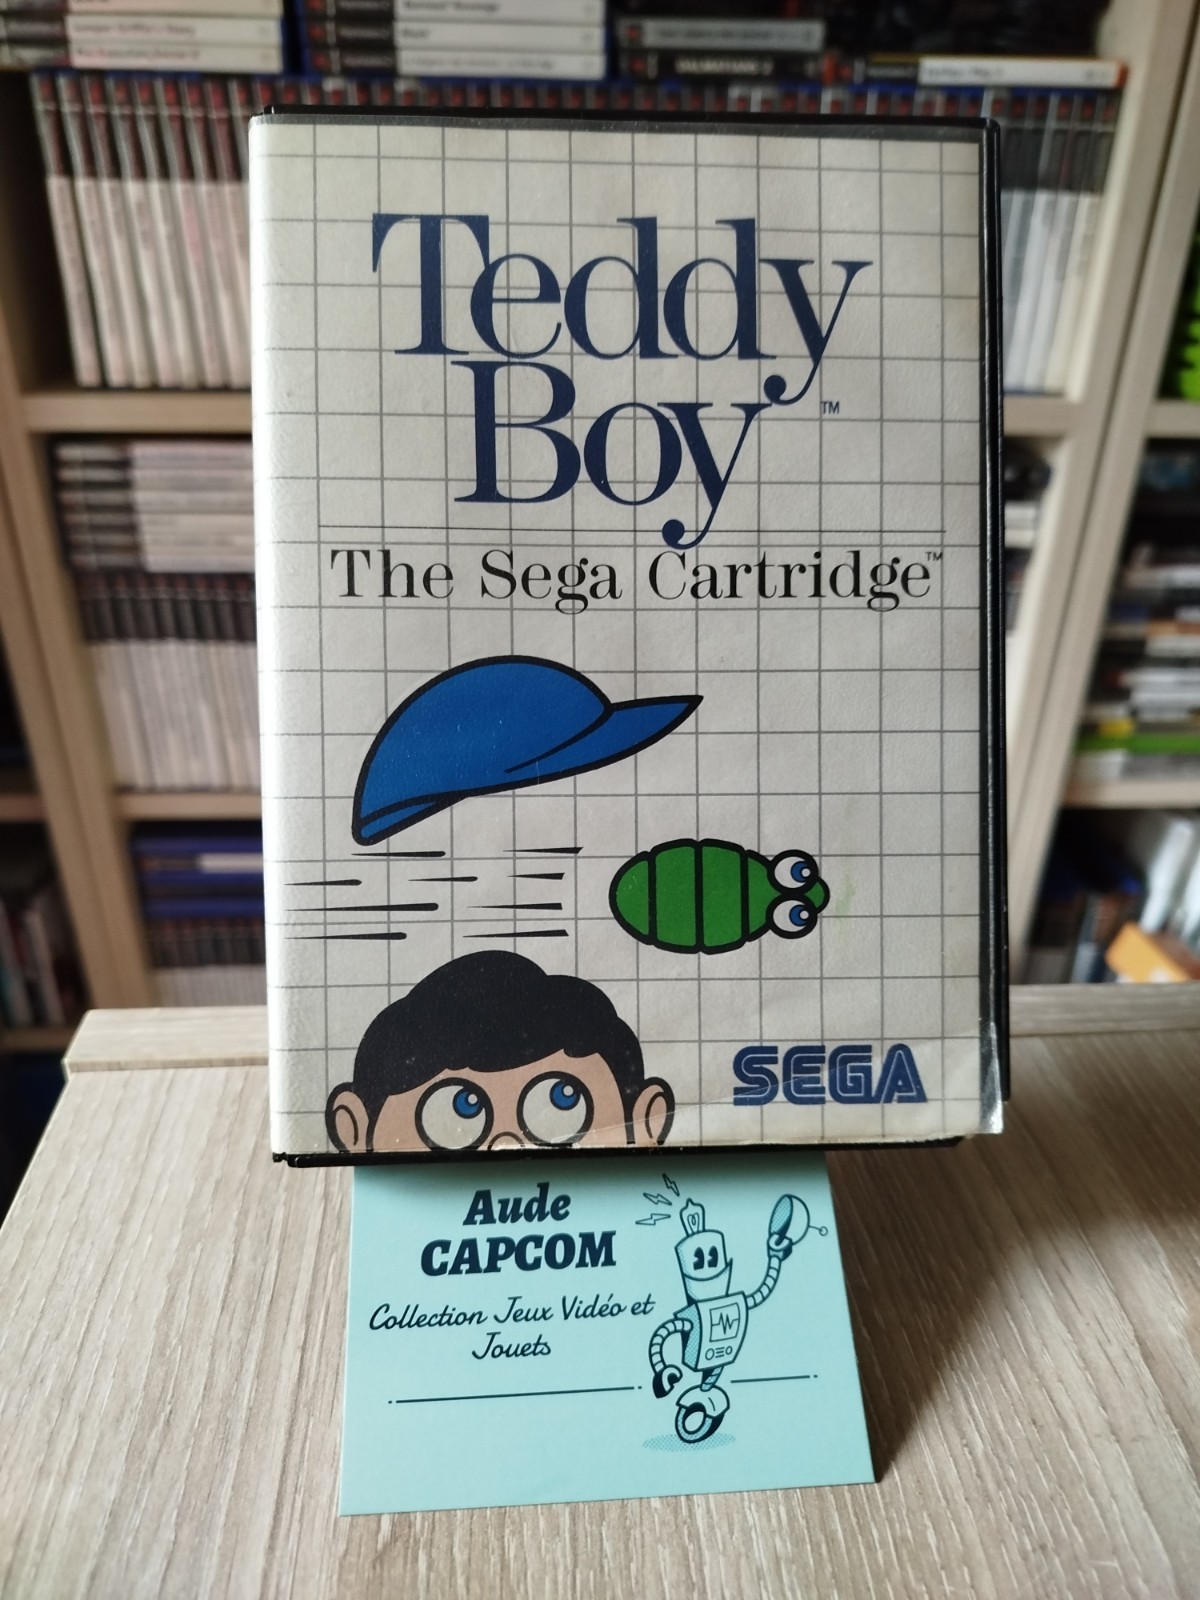 Teddy
Boy™
The Sega Cartridge™
SEGA
Aude
CAPCOM
Collection Jeux Vidéo et
Jouets